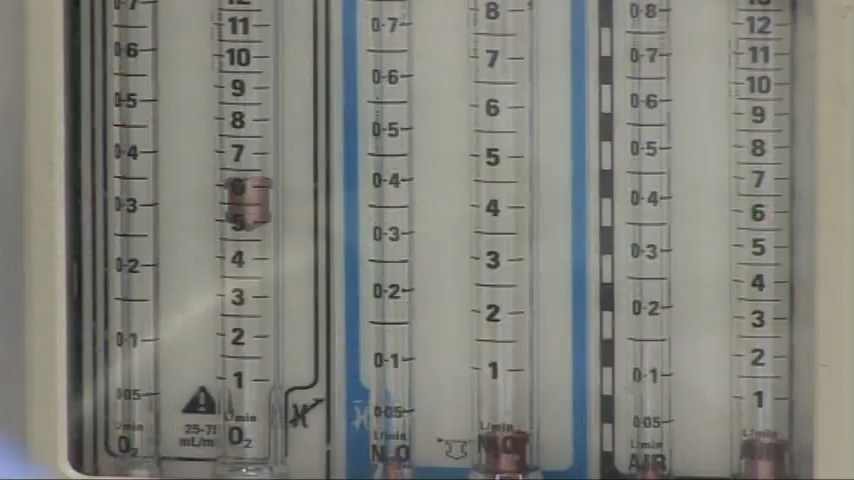 0·7 12 0·7 8 0·8 13
11 7 0·7 12
0·6 10 0·6 6 0·6 11
0·5 9 0·5 5 0·5 10
8 9
0·4 7 0·4 4 0·4 8
6 7
0·3 5 0·3 3 0·3 6
0·2 4 0·2 2 0·2 5
3 4
0·1 2 0·1 1 0·1 3
1 2
·05 ·05 ·05 1
L/min L/min L/min L/min L/min
O2 O2 N2O N2O AIR AIR
25-75
mL/m